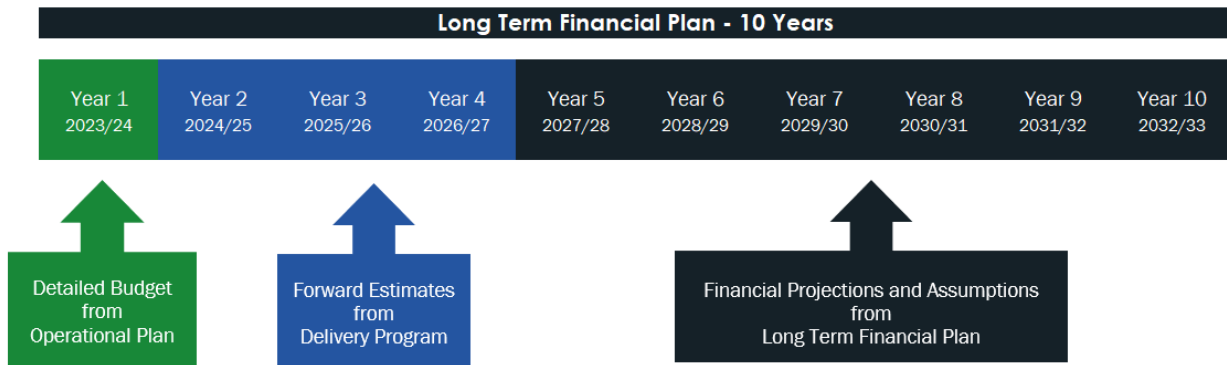 Long Term Financial Plan - 10 Years
Year 1
2023/24
Year 2
2024/25
Year 3
2025/26
Year 4
2026/27
Year 5
2027/28
Year 6
2028/29
Year 7
2029/30
Year 8
2030/31
Year 9
2031/32
Year 10
2032/33
Detailed Budget
from
Operational Plan
Forward Estimates
from
Delivery Program
Financial Projections and Assumptions
from
Long Term Financial Plan